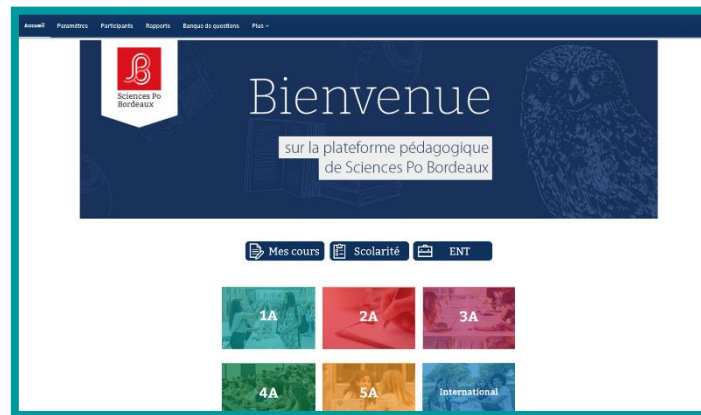 Accueil Paramètres Participants Rapports Banque de questions Plus
Sciences Po
Bordeaux
Bienvenue
sur la plateforme pédagogique
de Sciences Po Bordeaux
Mes cours Scolarité ENT
1A 2A 3A
4A 5A International